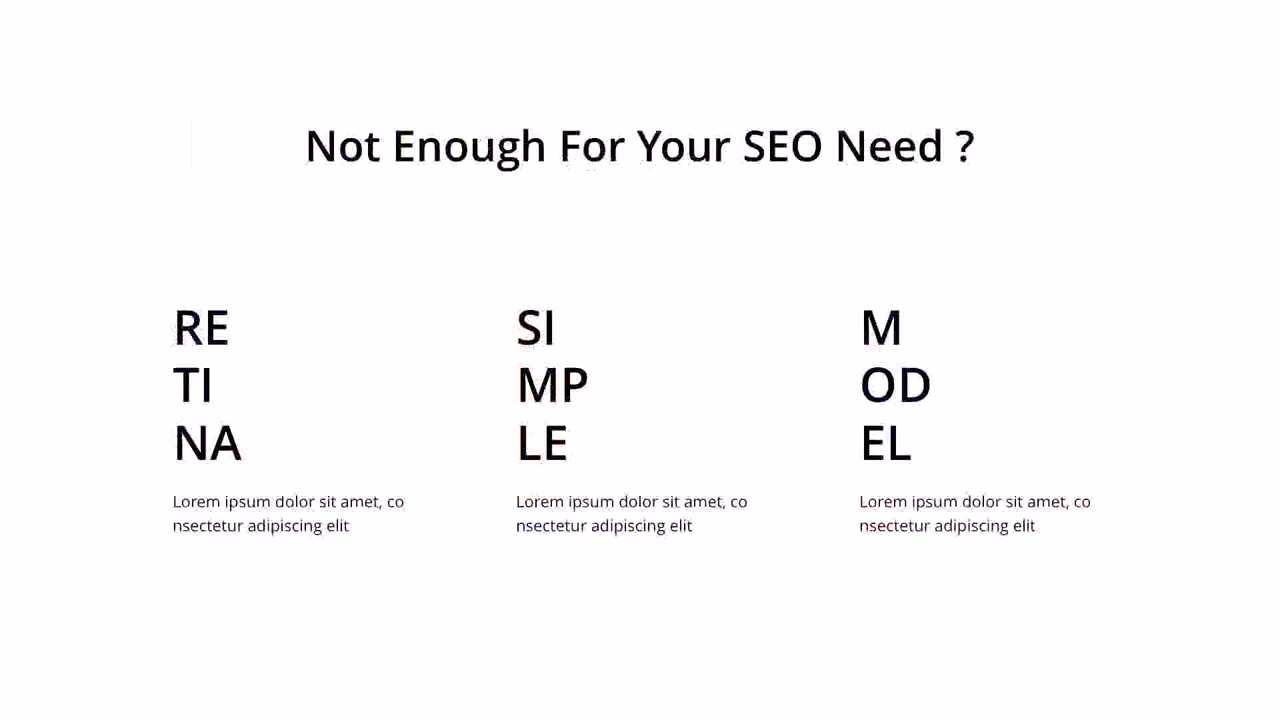 Not Enough For Your SEO Need ?
RE
TI
NA
Lorem ipsum dolor sit amet, co
nsectetur adipiscing elit
SI
MP
LE
Lorem ipsum dolor sit amet, co
nsectetur adipiscing elit
M
OD
EL
Lorem ipsum dolor sit amet, co
nsectetur adipiscing elit